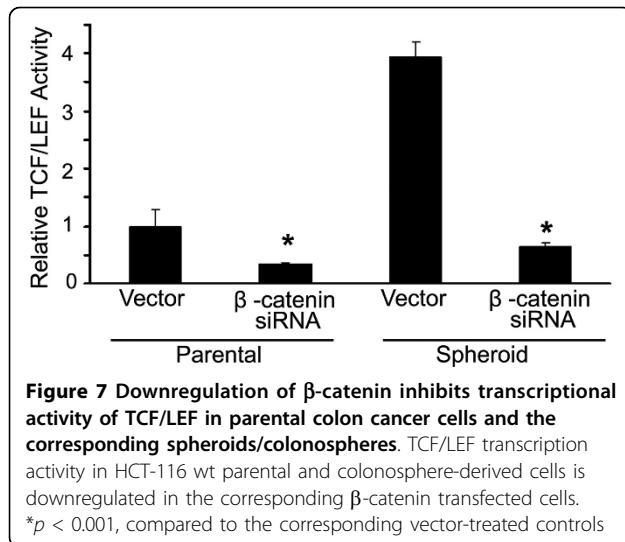 4
3
2
1
0
Relative TCF/LEF Activity
*
*
Vector β -catenin siRNA Vector β -catenin siRNA
Parental Spheroid
Figure 7 Downregulation of β-catenin inhibits transcriptional
activity of TCF/LEF in parental colon cancer cells and the
corresponding spheroids/colonospheres. TCF/LEF transcription
activity in HCT-116 wt parental and colonosphere-derived cells is
downregulated in the corresponding β-catenin transfected cells.
*p < 0.001, compared to the corresponding vector-treated controls